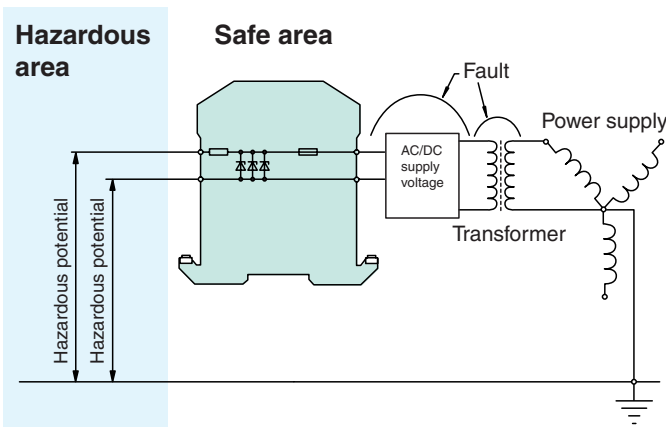 Hazardous
area
Safe area
Fault
Power supply
AC/DC
supply
voltage
Transformer
Hazardous potential
Hazardous potential